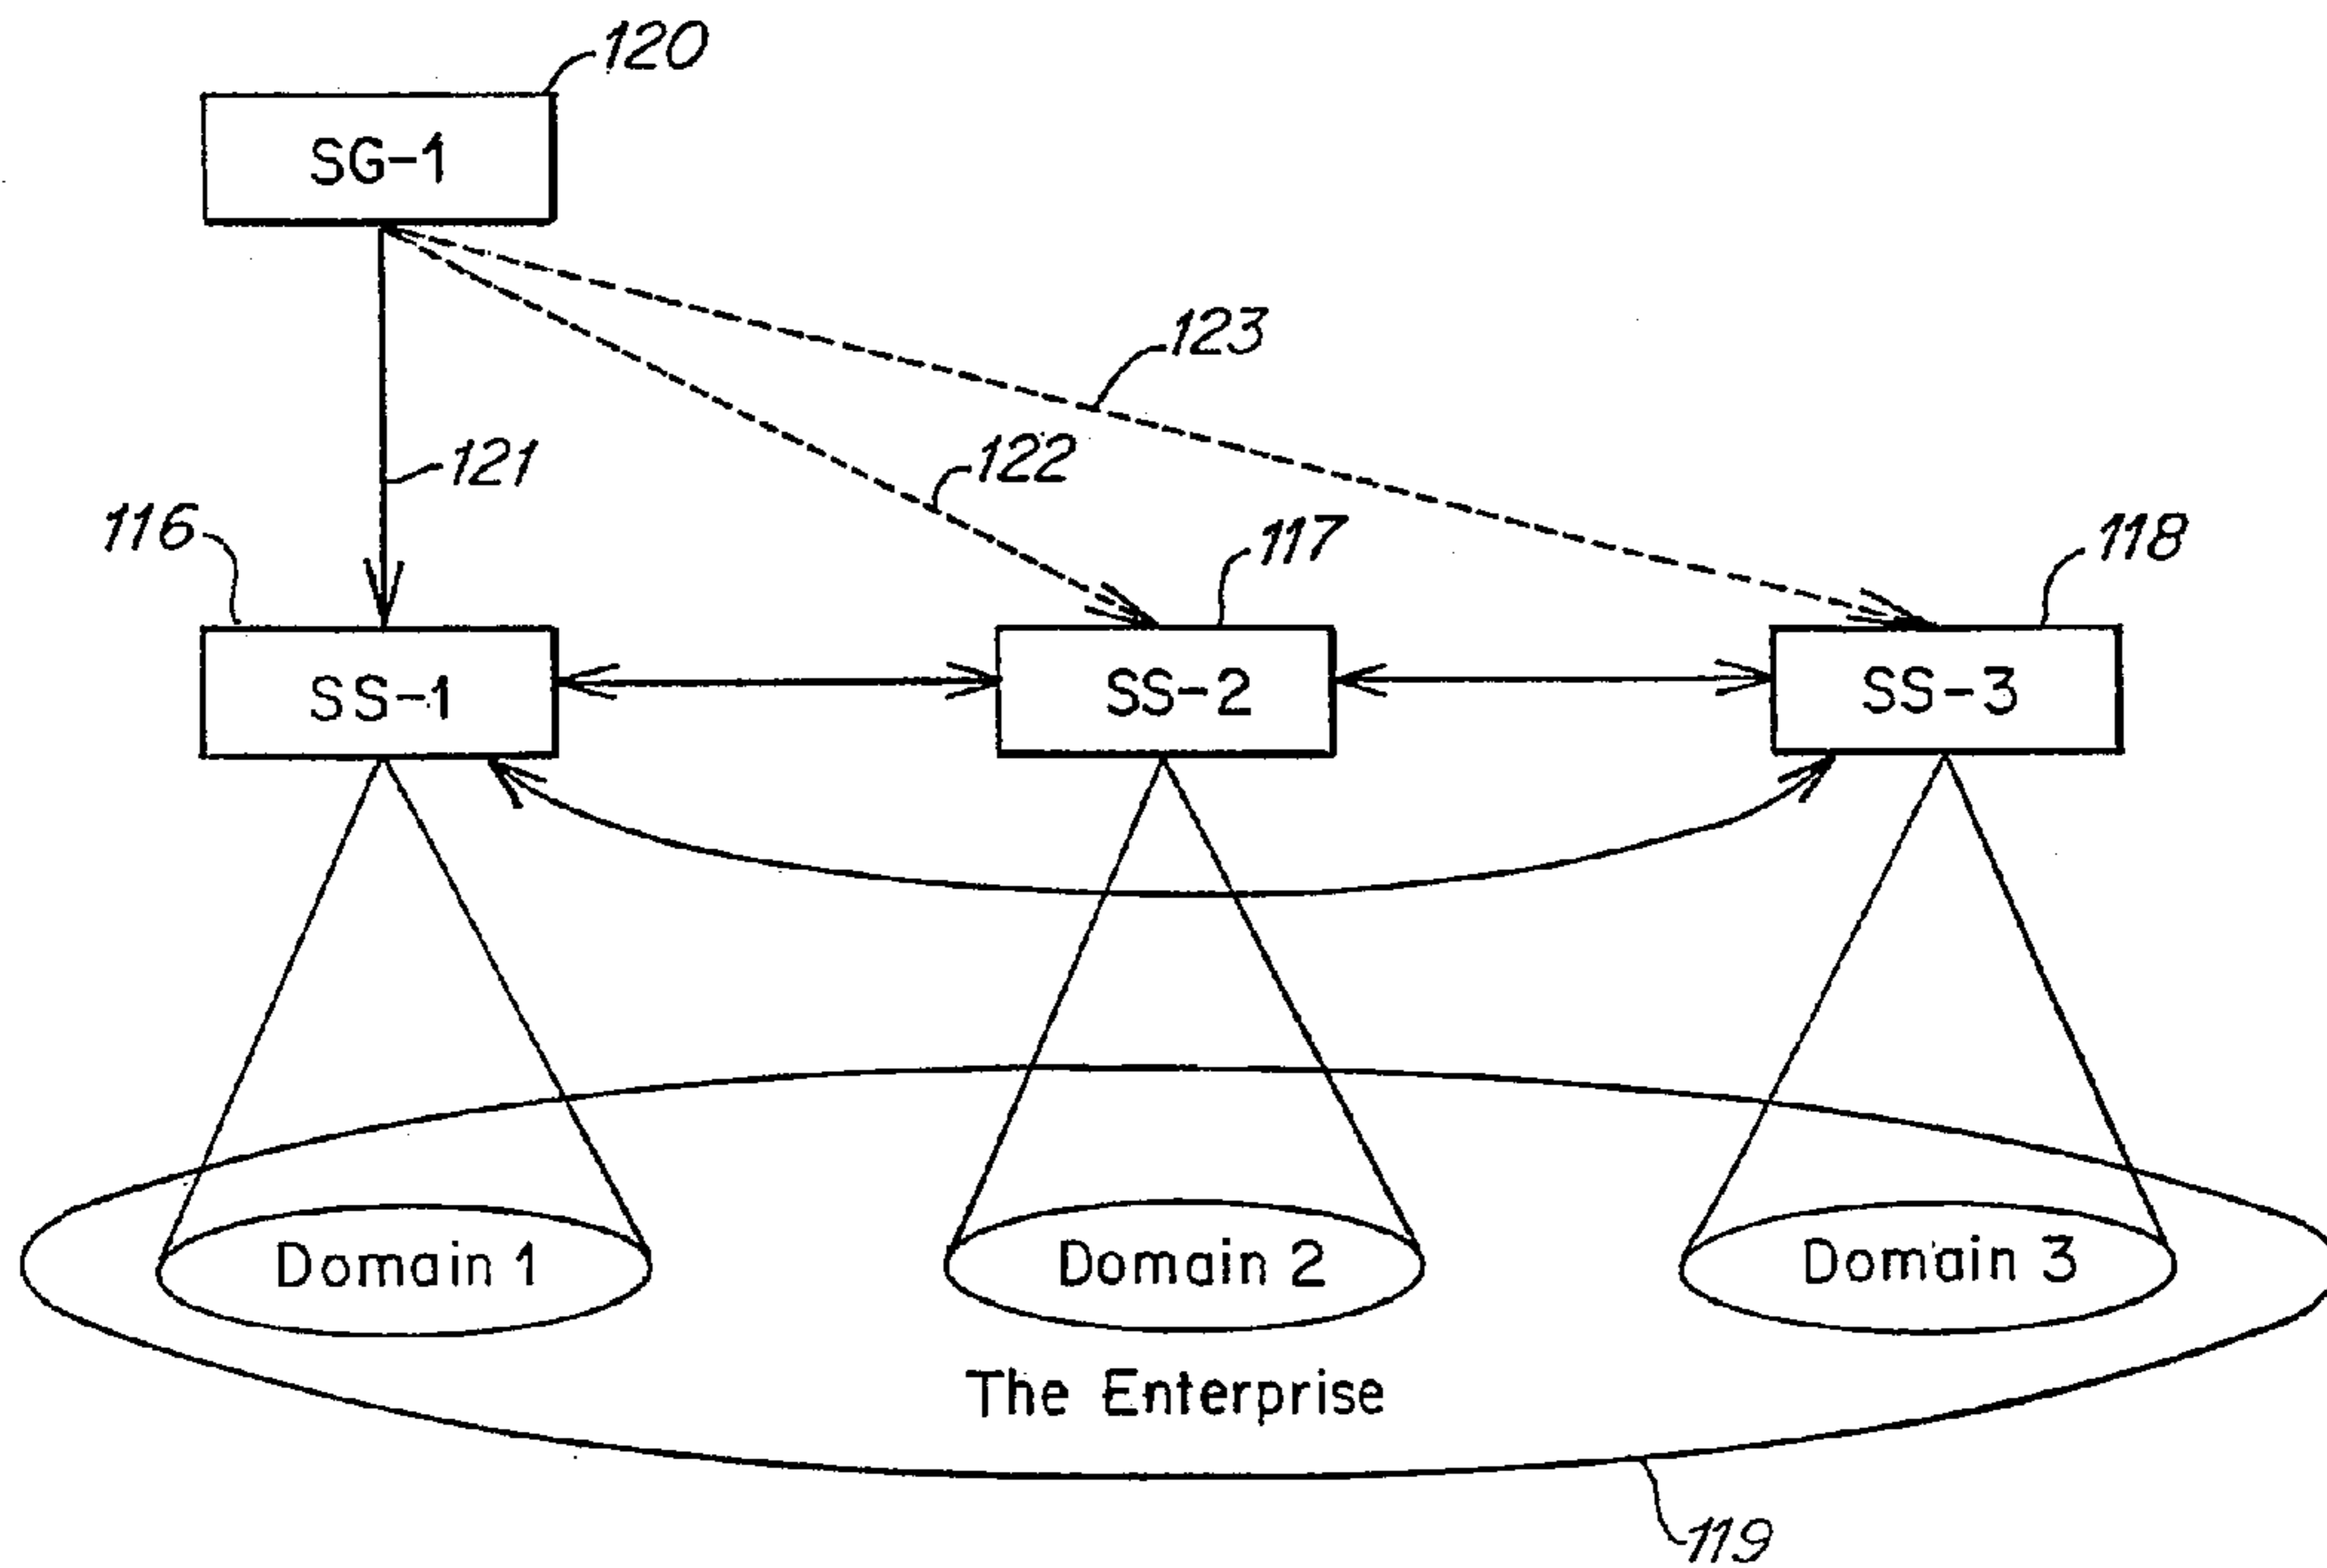 120
SG-1
123
122
121
116
117
118
SS-1
SS-2
SS-3
Domain 1
Domain 2
Domain 3
The Enterprise
119